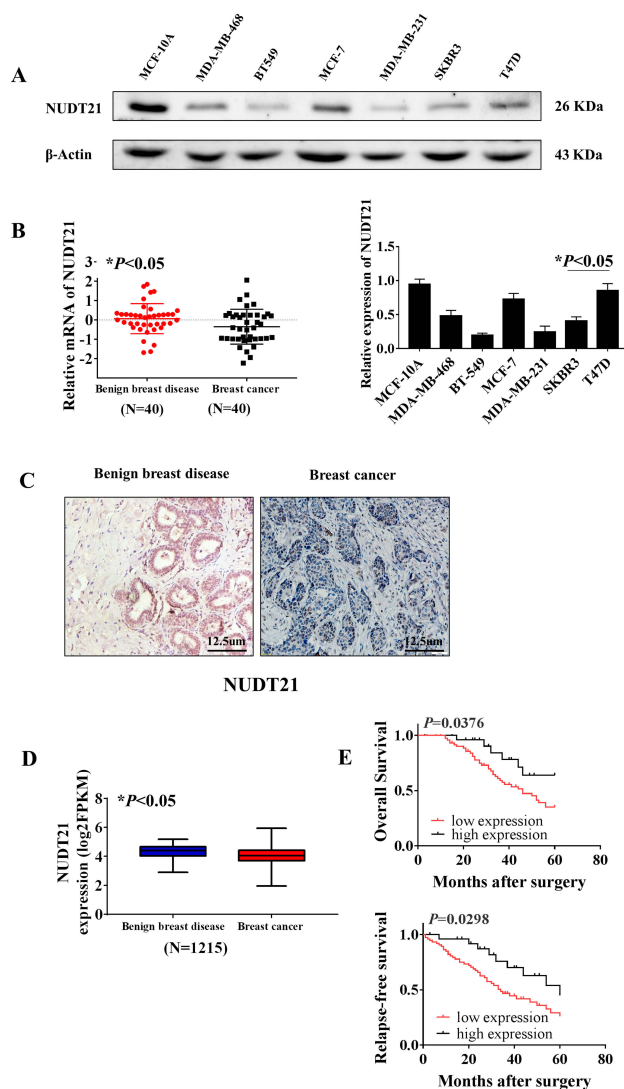 A
MCF-10A
MDA-MB-468
BT549
MCF-7
MDA-MB-231
SKBR3
T47D
NUDT21
26 KDa
β-Actin
43 KDa
B
Relative mRNA of NUDT21
*P<0.05
3
2
1
0
-1
-2
Benign breast disease
Breast cancer
(N=40)
(N=40)
Relative expression of NUDT21
*P<0.05
1.5
1.0
0.5
0.0
MCF-10A
MDA-MB-468
BT-549
MCF-7
MDA-MB-231
SKBR3
T47D
C
Benign breast disease
Breast cancer
12.5um
12.5um
NUDT21
D
NUDT21
expression (log2FPKM)
*P<0.05
8
6
4
2
0
Benign breast disease
Breast cancer
(N=1215)
E
P=0.0376
Overall Survival
1.0
0.5
0.0
low expression
high expression
0
20
40
60
80
Months after surgery
P=0.0298
Relapse-free survival
1.0
0.5
0.0
low expression
high expression
0
20
40
60
80
Months after surgery